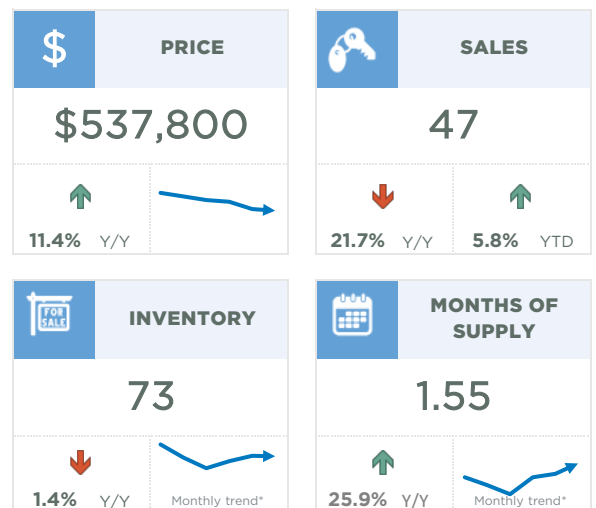 $
PRICE
$537,800
11.4% Y/Y
SALES
47
21.7% Y/Y
5.8% YTD
FOR
SALE
INVENTORY
73
1.4% Y/Y
Monthly trend*
MONTHS OF
SUPPLY
1.55
25.9% Y/Y
Monthly trend*